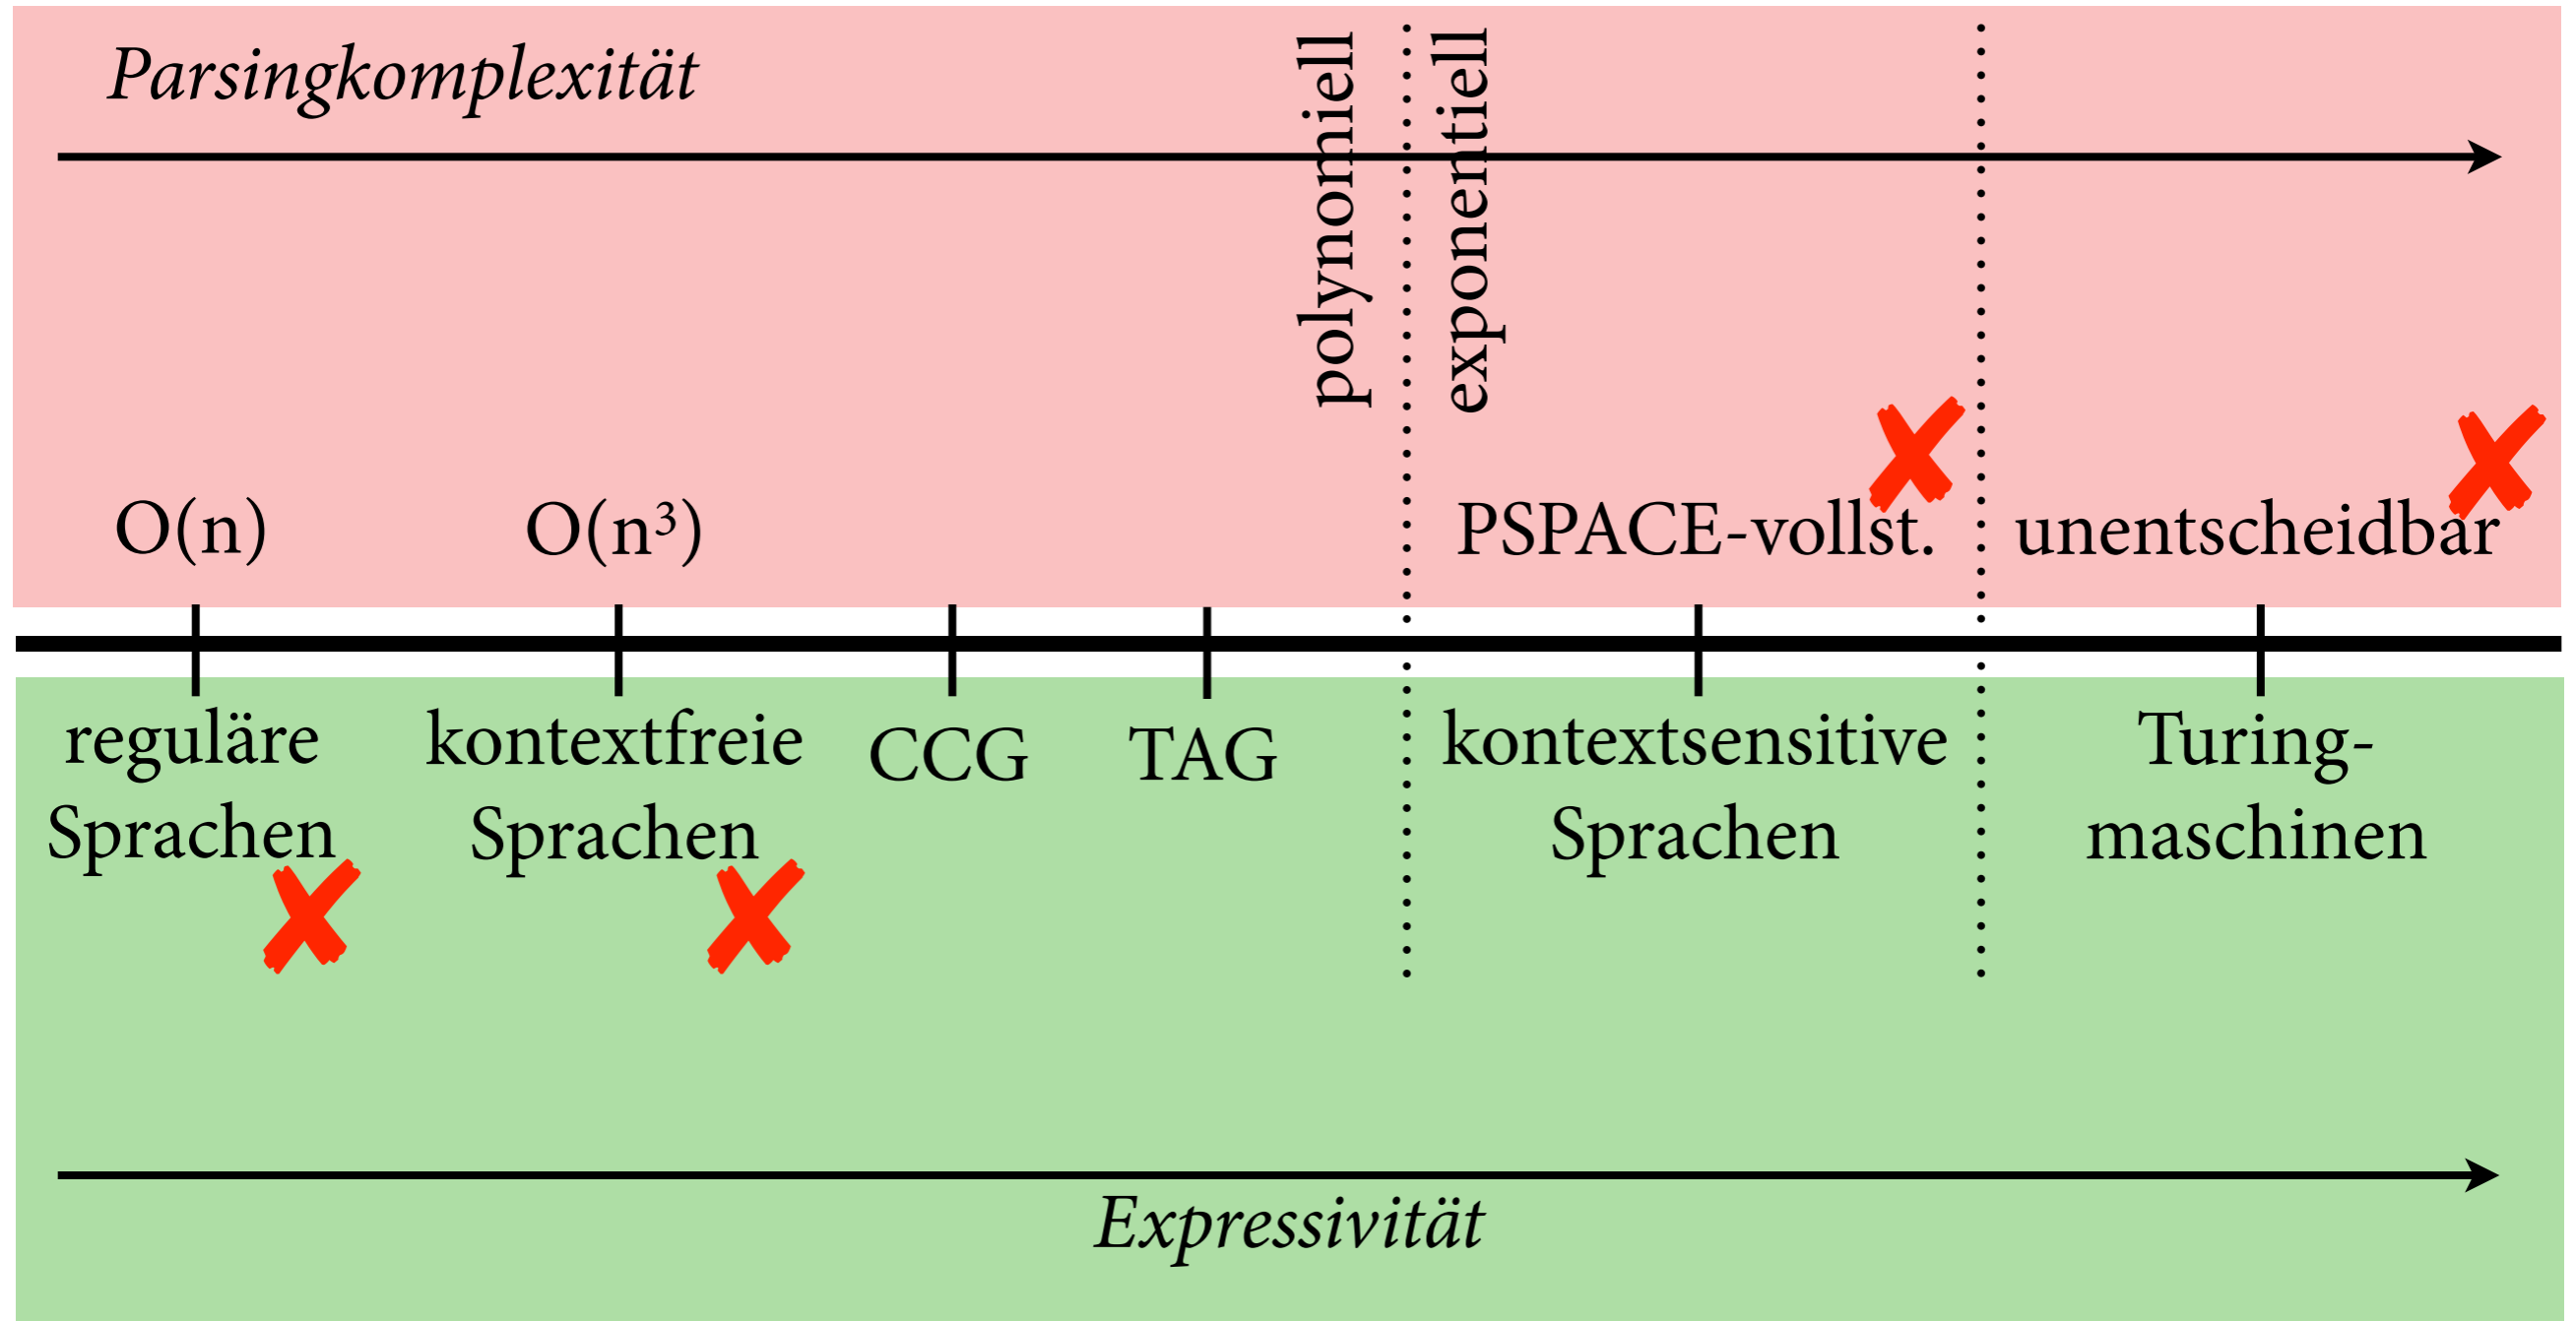 Parsingkomplexität
polynomiell
exponentiell
O(n)
O(n³)
PSPACE-vollst.
unentscheidbar
reguläre
Sprachen
kontextfreie
Sprachen
CCG
TAG
kontextsensitive
Sprachen
Turing-
maschinen
Expressivität